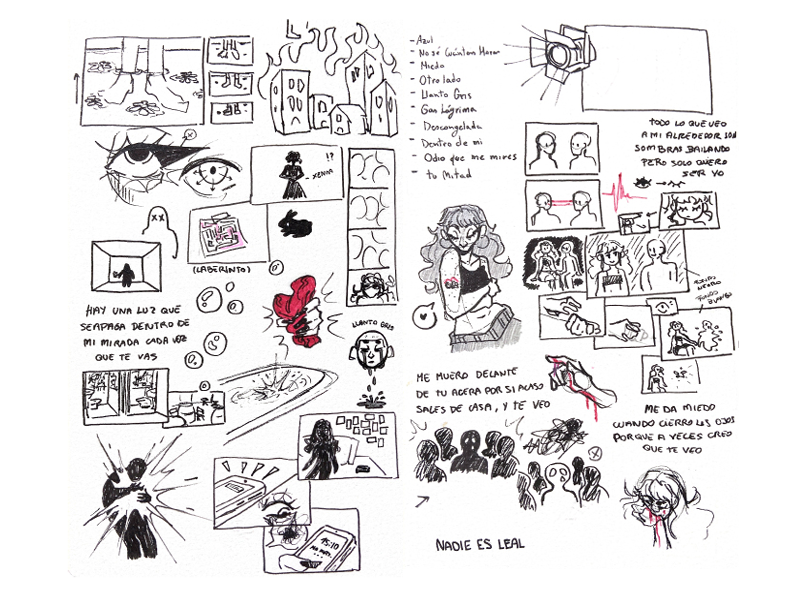 !?
- XENIA
(LABERINTO)
HAY UNA LUZ QUE
SE APAGA DENTRO DE
MI MIRADA CADA VEZ
QUE TE VAS
LLANTO GRIS
15:10
- Azul
- No sé Cuántas Horas
- Miedo
- Otro lado
- Llanto Gris
- Gas Lágrima
- Descongelada
- Dentro de mi
- Odio que me mires
- Tu Mitad
TODO LO QUE VEO
A MI ALREDEDOR SON
SOMBRAS BAILANDO
PERO SOLO QUIERO
SER YO
FONDO
BLANCO
ME MUERO DELANTE
DE TU ACERA POR SI ACASO
SALES DE CASA, Y TE VEO
ME DA MIEDO
CUANDO CIERRO LOS OJOS
PORQUE A VECES CREO
QUE TE VEO
NADIE ES LEAL